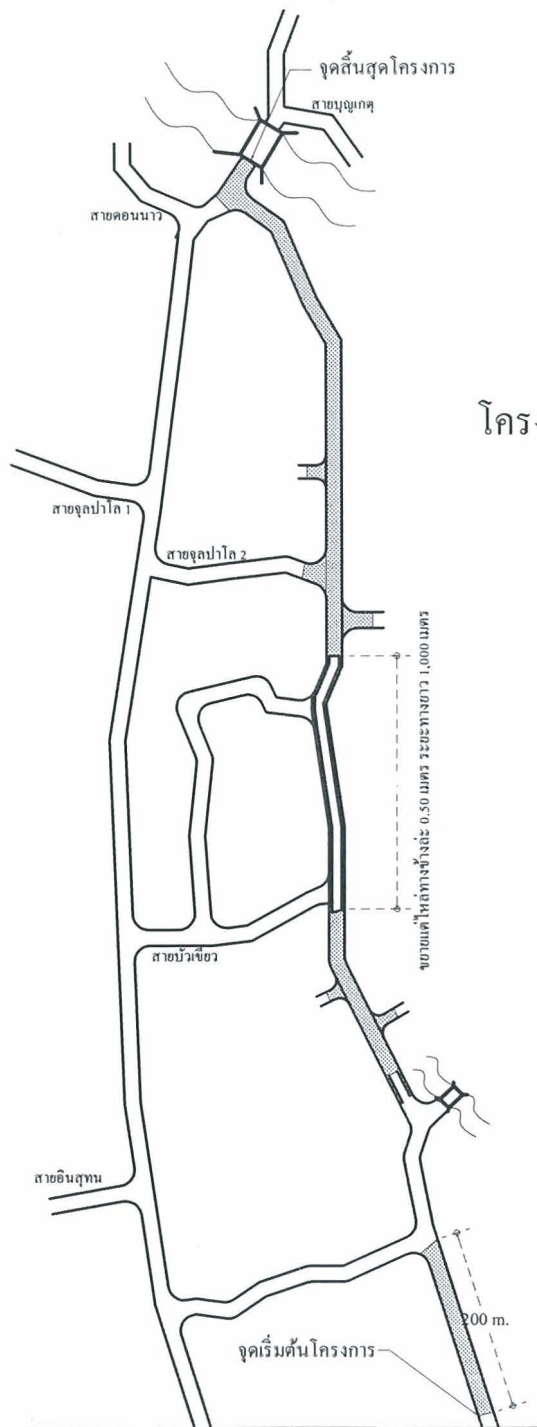 จุดสิ้นสุดโครงการ
สายบุญเกตุ
สายดอนนาว
โครง
สายจุลปาโล 1
สายจุลปาโล 2
ขยายแต่ไหล่ทางข้างละ 0.50 เมตร ระยะทางยาว 1,000 เมตร
สายบัวเขียว
สายอินสุทน
200 m.
จุดเริ่มต้นโครงการ